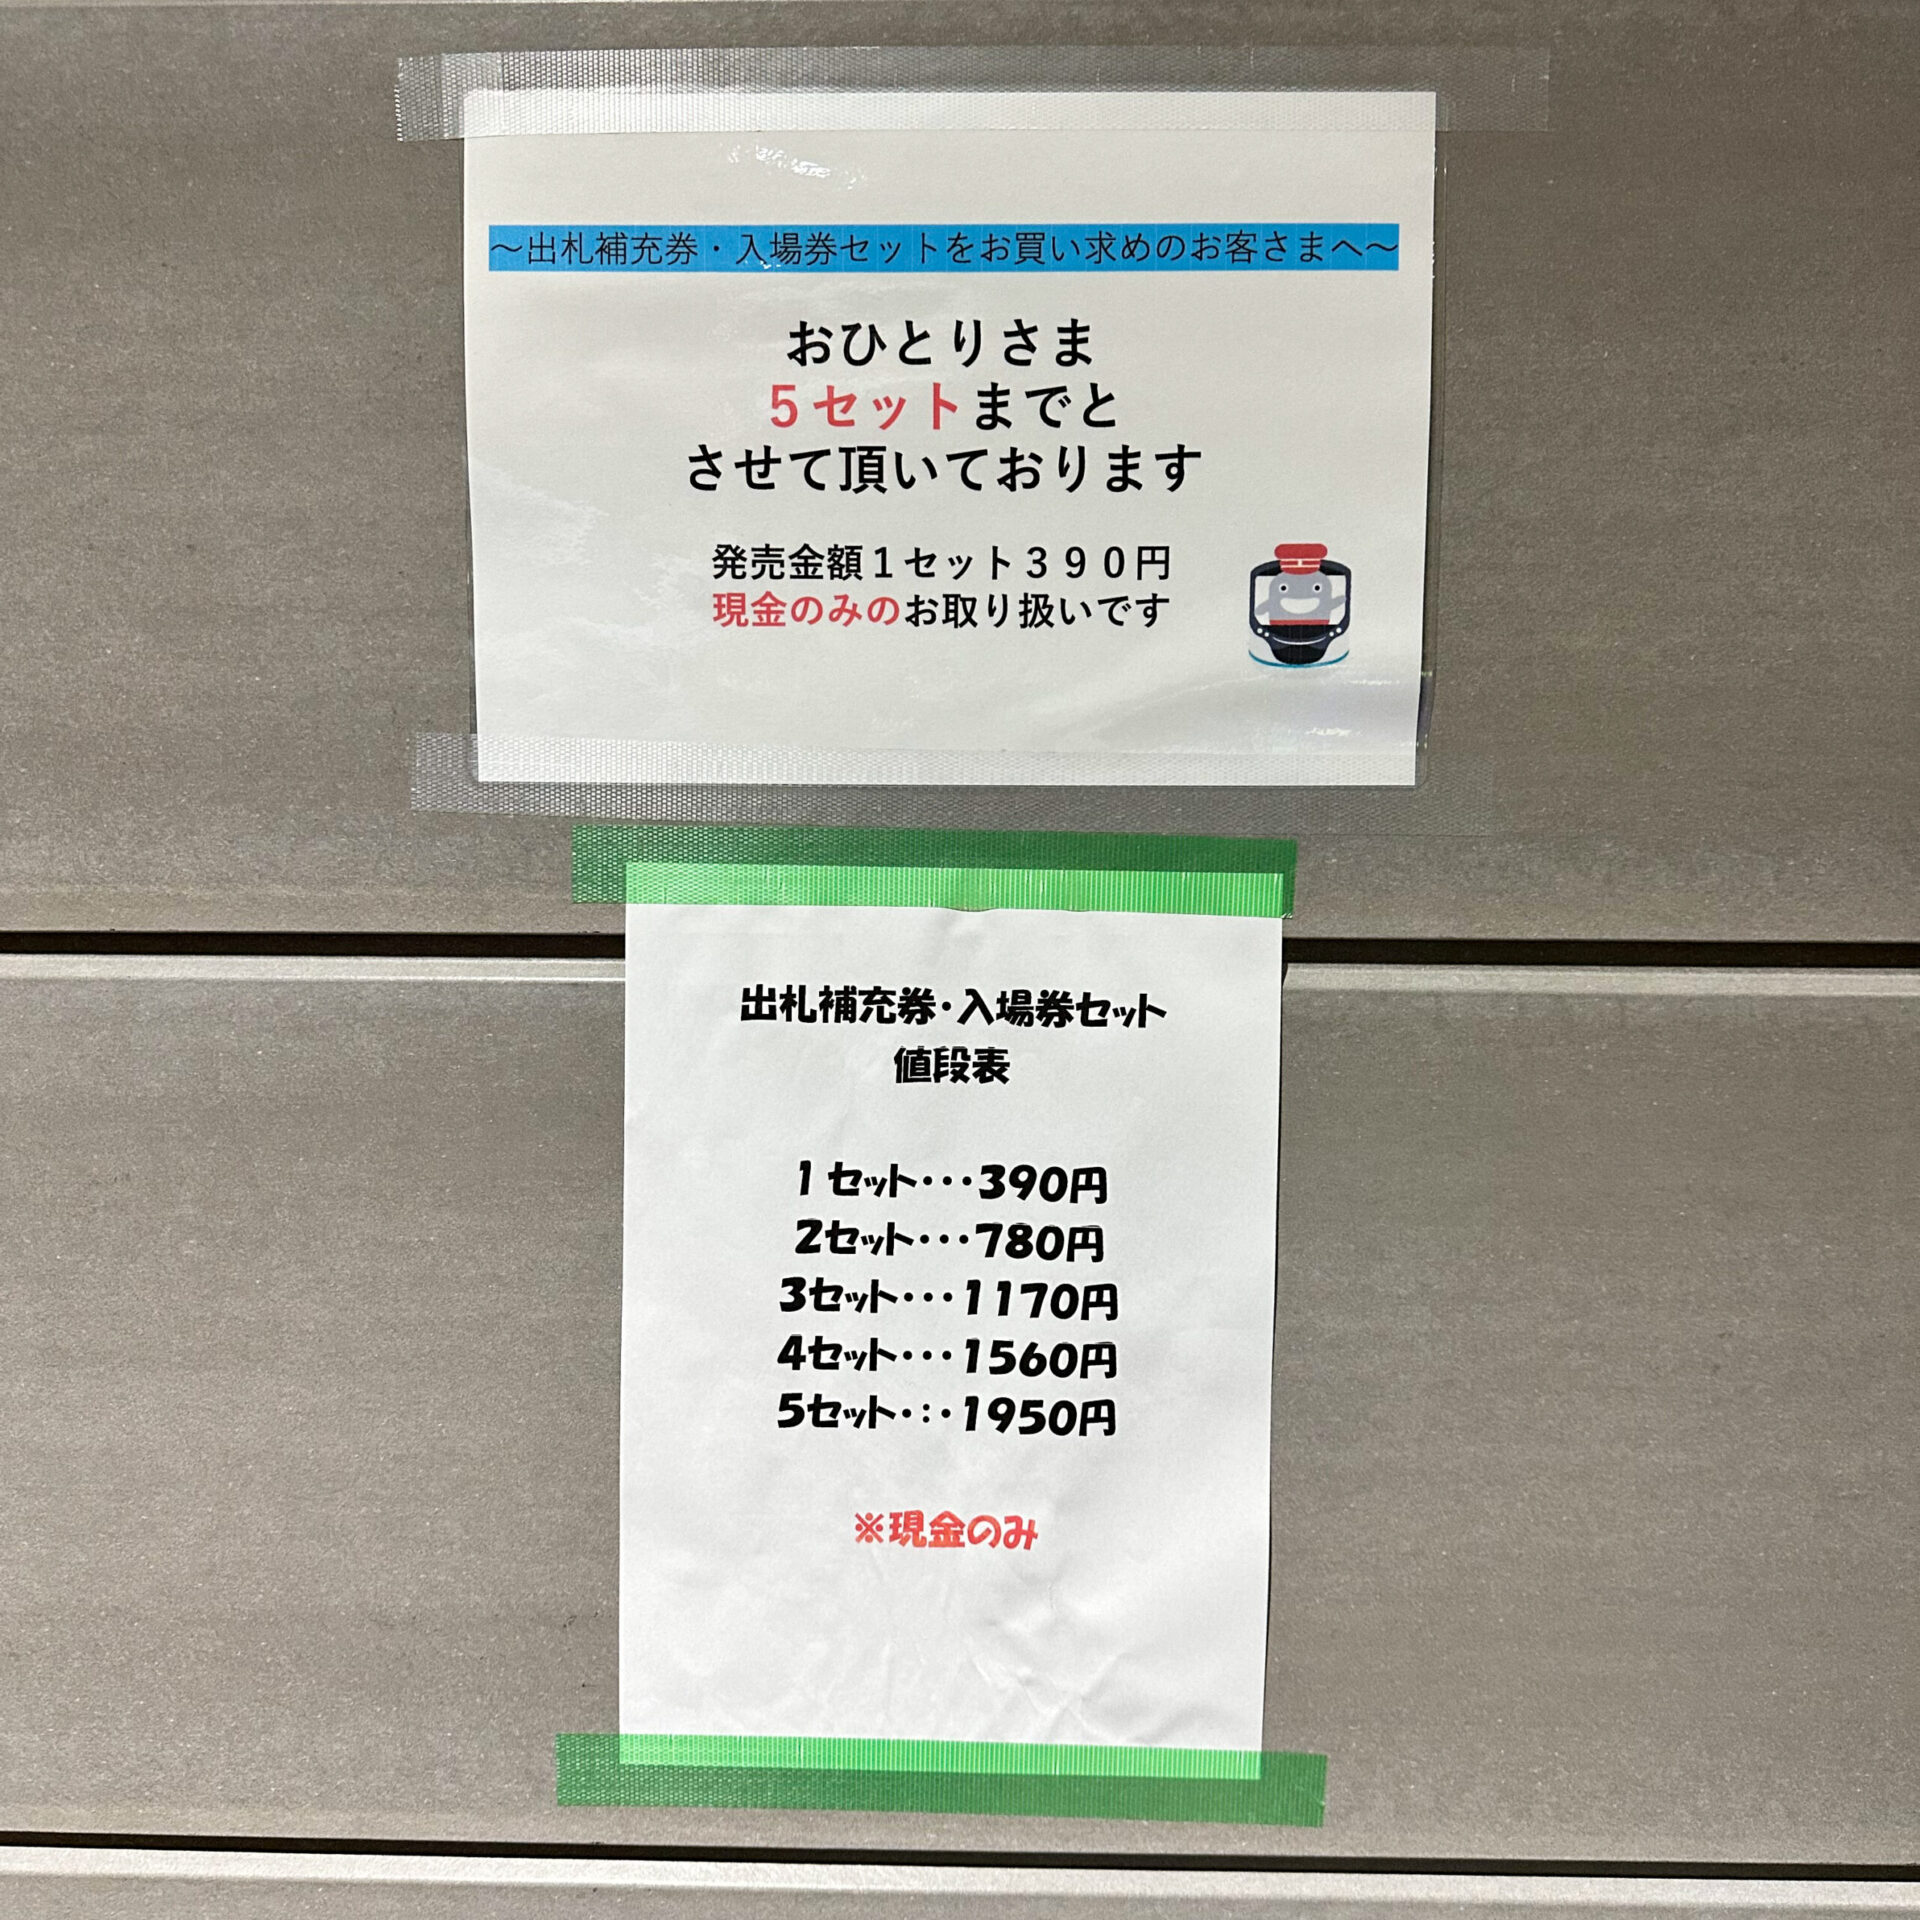 ～出札補充券・入場券セットをお買い求めのお客さまへ～
おひとりさま
５セットまでと
させて頂いております
発売金額１セット３９０円
現金のみのお取り扱いです
出札補充券・入場券セット
値段表
1セット・・・390円
2セット・・・780円
3セット・・・1170円
4セット・・・1560円
5セット・・・1950円
※現金のみ